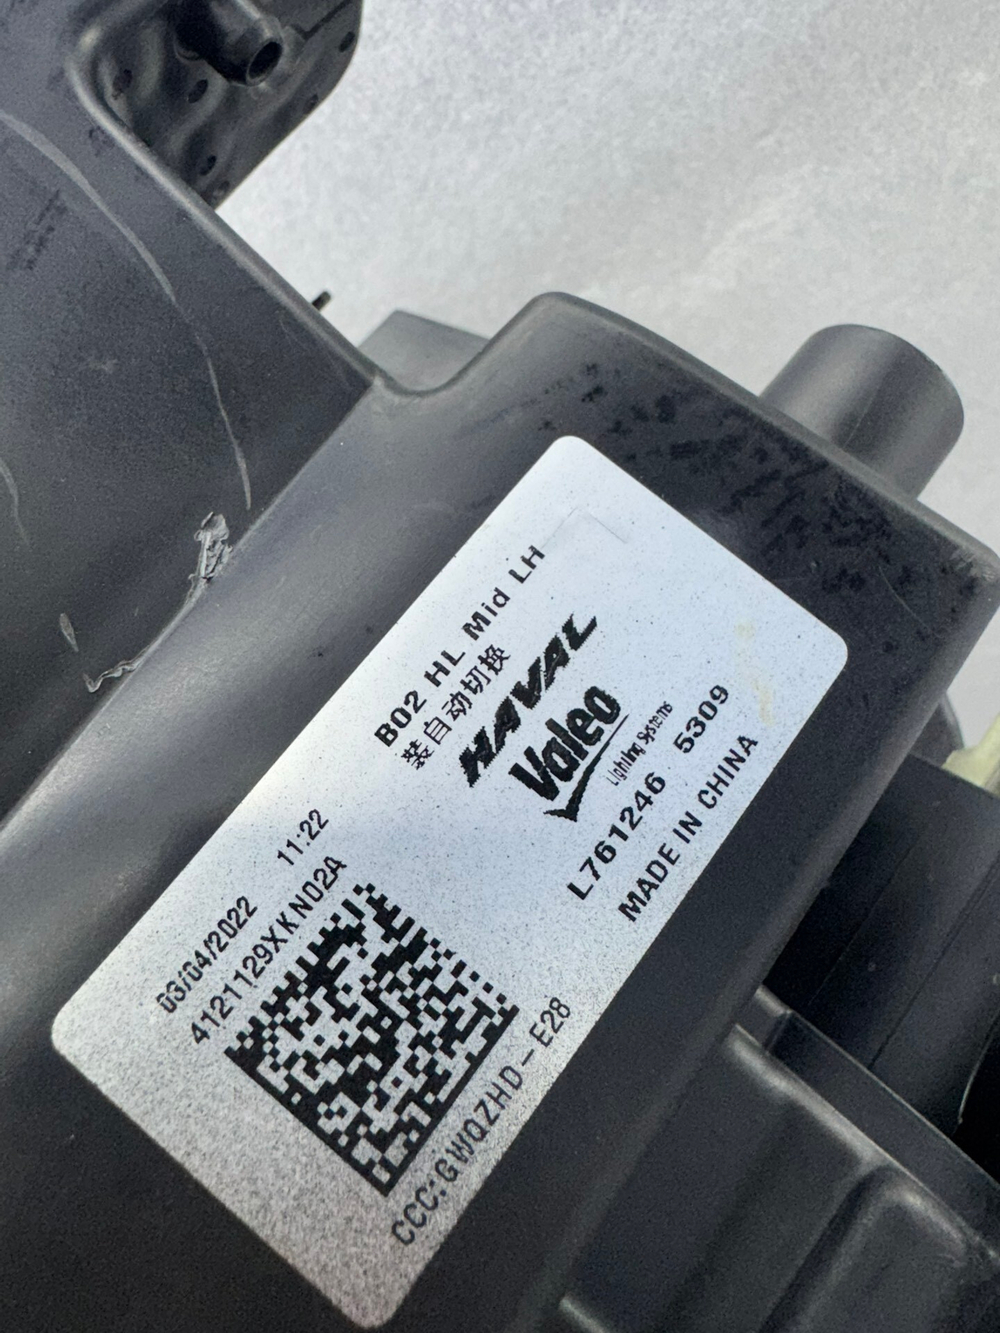 B02 HL Mid LH
装自动切换
HAVAL
Valeo
Lighting Systems
L761246 5309
MADE IN CHINA
03/04/2022 11:22
4121129XKN02A
CCC:GWQZHD-E28